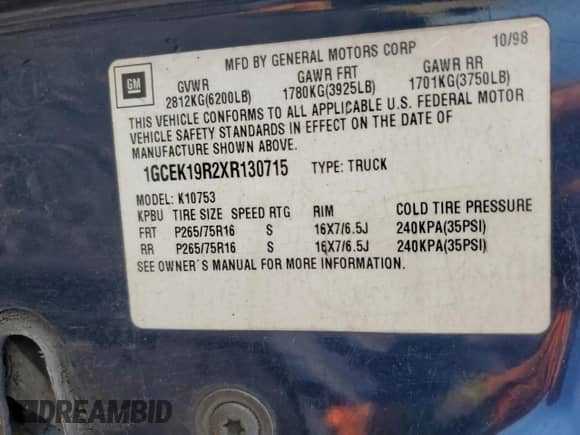 MFD BY GENERAL MOTORS CORP 10/98
GM
GVWR GAWR FRT GAWR RR
2812KG(6200LB) 1780KG(3925LB) 1701KG(3750LB)
THIS VEHICLE CONFORMS TO ALL APPLICABLE U.S. FEDERAL MOTOR
VEHICLE SAFETY STANDARDS IN EFFECT ON THE DATE OF
MANUFACTURE SHOWN ABOVE.
1GCEK19R2XR130715 TYPE: TRUCK
MODEL: K10753
KPBU TIRE SIZE SPEED RTG RIM COLD TIRE PRESSURE
FRT P265/75R16 S 16X7/6.5J 240KPA(35PSI)
RR P265/75R16 S 16X7/6.5J 240KPA(35PSI)
SEE OWNER'S MANUAL FOR MORE INFORMATION.
DREAMBID